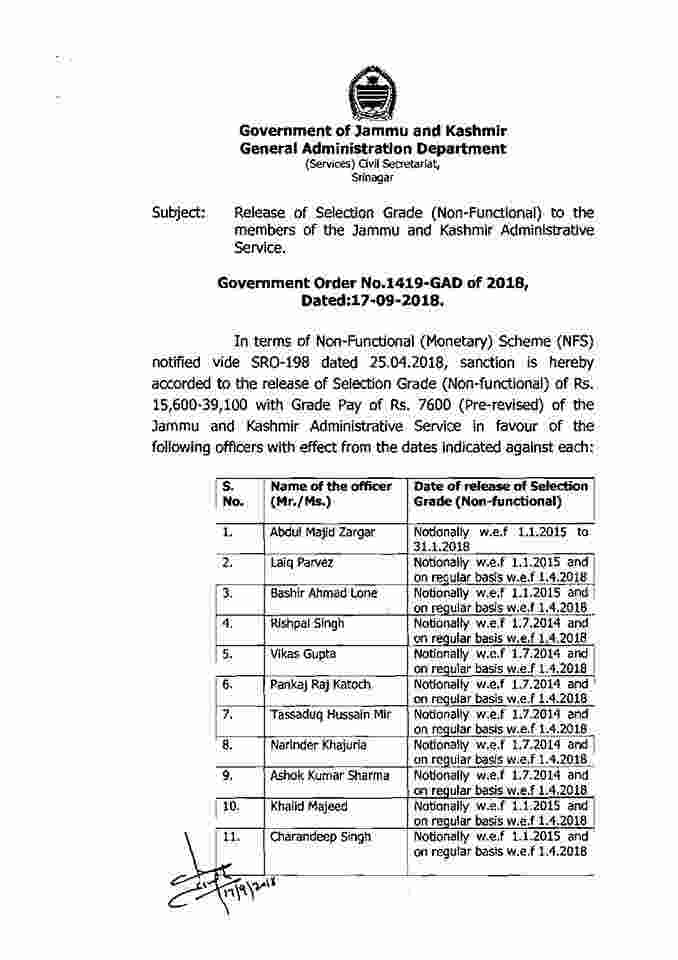 Government of Jammu and Kashmir
General Administration Department
(Services) Civil Secretariat,
Srinagar
Subject: Release of Selection Grade (Non-Functional) to the
members of the Jammu and Kashmir Administrative
Service.
Government Order No.1419-GAD of 2018,
Dated:17-09-2018.
In terms of Non-Functional (Monetary) Scheme (NFS)
notified vide SRO-198 dated 25.04.2018, sanction is hereby
accorded to the release of Selection Grade (Non-functional) of Rs.
15,600-39,100 with Grade Pay of Rs. 7600 (Pre-revised) of the
Jammu and Kashmir Administrative Service in favour of the
following officers with effect from the dates indicated against each:
S. Name of the officer Date of release of Selection
No. (Mr./Ms.) Grade (Non-functional)
1. Abdul Majid Zargar Notionally w.e.f 1.1.2015 to
31.1.2018
2. Laiq Parvez Notionally w.e.f 1.1.2015 and
on regular basis w.e.f 1.4.2018
3. Bashir Ahmad Lone Notionally w.e.f 1.1.2015 and
on regular basis w.e.f 1.4.2018
4. Rishpal Singh Notionally w.e.f 1.7.2014 and
on regular basis w.e.f 1.4.2018
5. Vikas Gupta Notionally w.e.f 1.7.2014 and
on regular basis w.e.f 1.4.2018
6. Pankaj Raj Katoch Notionally w.e.f 1.7.2014 and
on regular basis w.e.f 1.4.2018
7. Tassaduq Hussain Mir Notionally w.e.f 1.7.2014 and
on regular basis w.e.f 1.4.2018
8. Narinder Khajuria Notionally w.e.f 1.7.2014 and
on regular basis w.e.f 1.4.2018
9. Ashok Kumar Sharma Notionally w.e.f 1.7.2014 and
on regular basis w.e.f 1.4.2018
10. Khalid Majeed Notionally w.e.f 1.1.2015 and
on regular basis w.e.f 1.4.2018
11. Charandeep Singh Notionally w.e.f 1.1.2015 and
on regular basis w.e.f 1.4.2018
17/9/2018